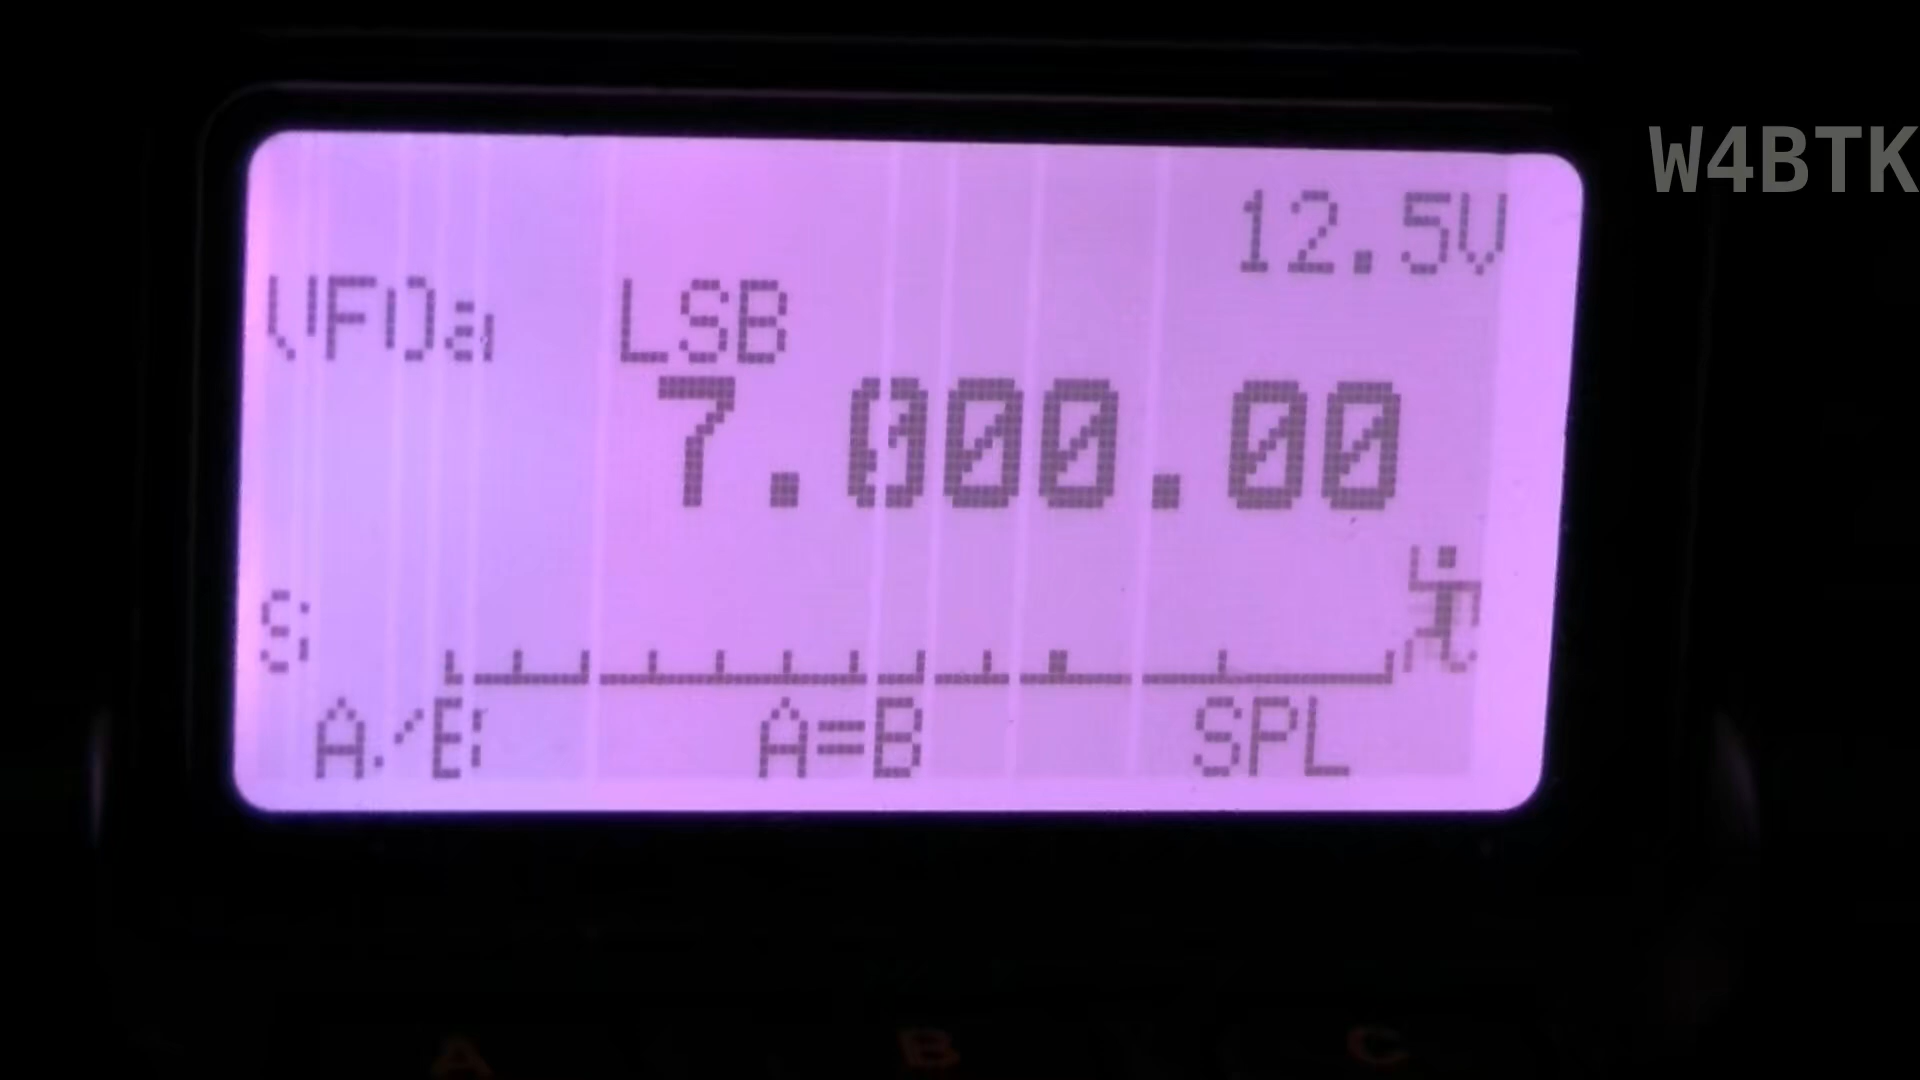 12.5V
W4BTK
VFOa LSB
7.000.00
S
A/B A=B SPL
A B C